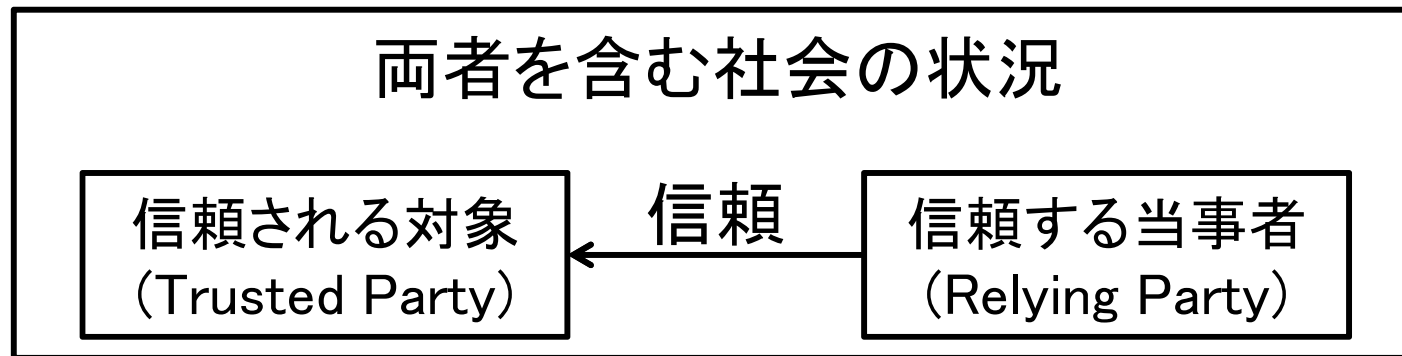 両者を含む社会の状況
信頼される対象
(Trusted Party)
信頼
信頼する当事者
(Relying Party)